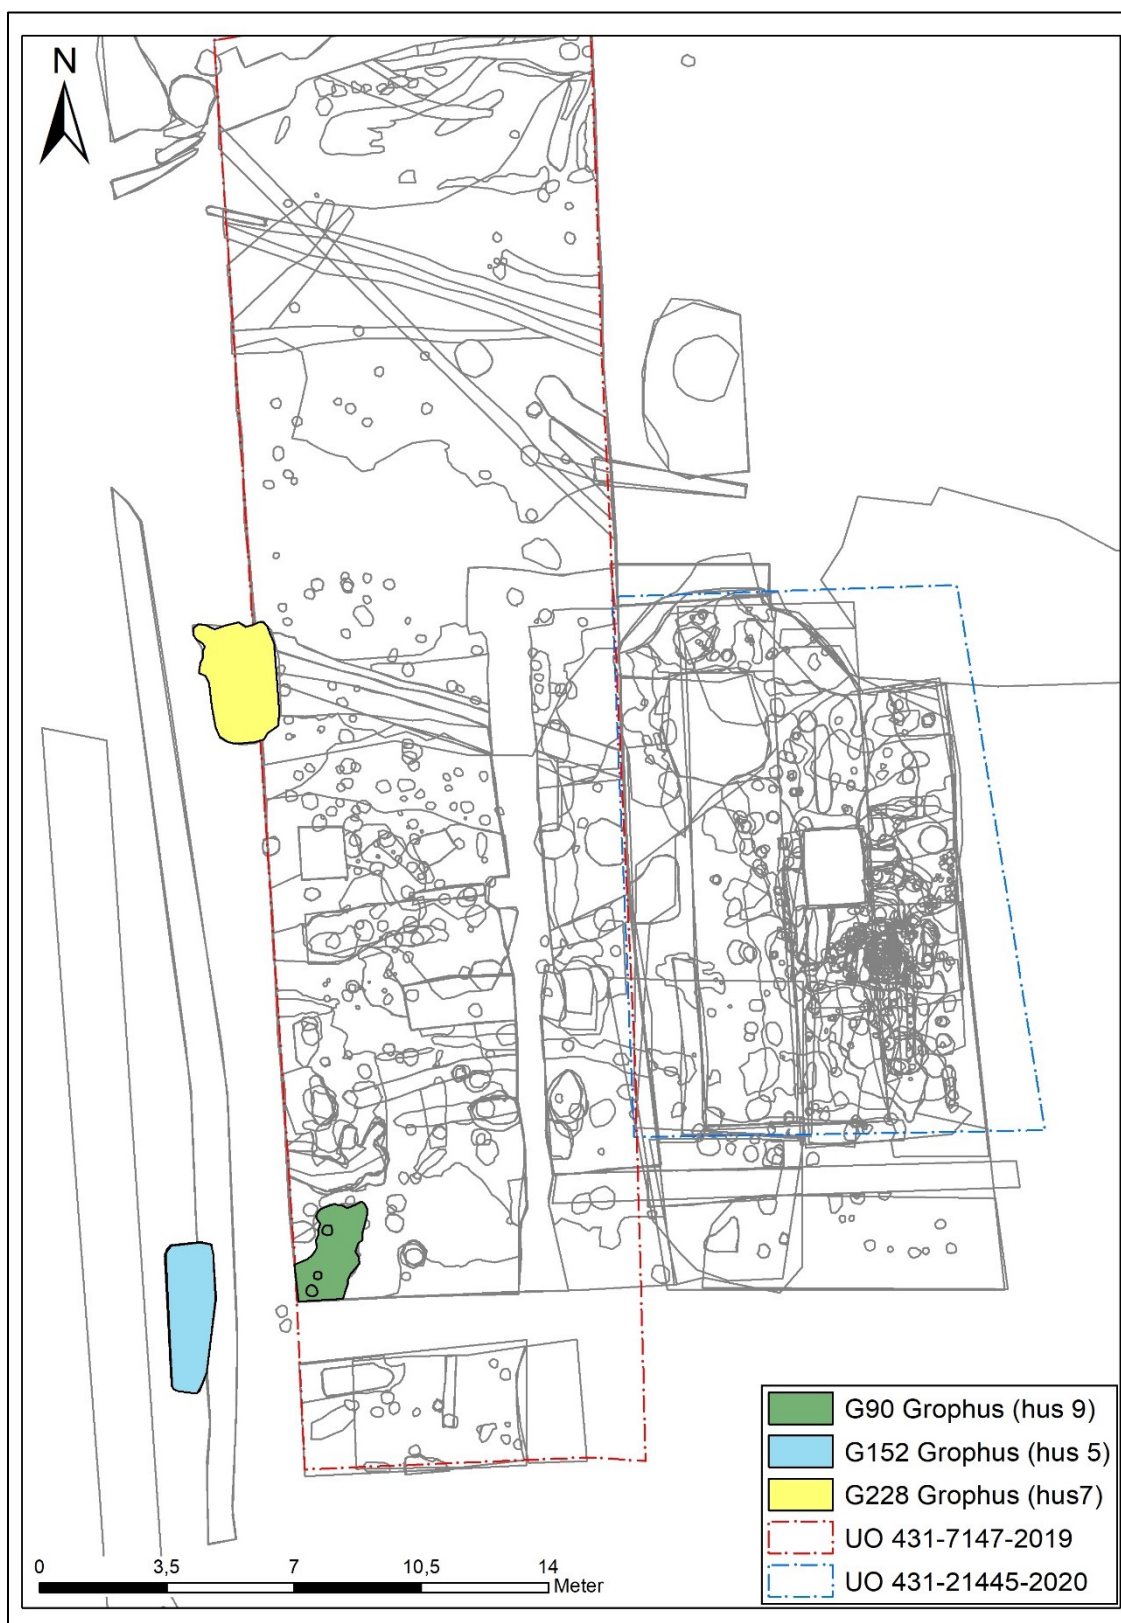 N
G90 Grophus (hus 9)
G152 Grophus (hus 5)
G228 Grophus (hus7)
UO 431-7147-2019
UO 431-21445-2020
0 3,5 7 10,5 14
Meter